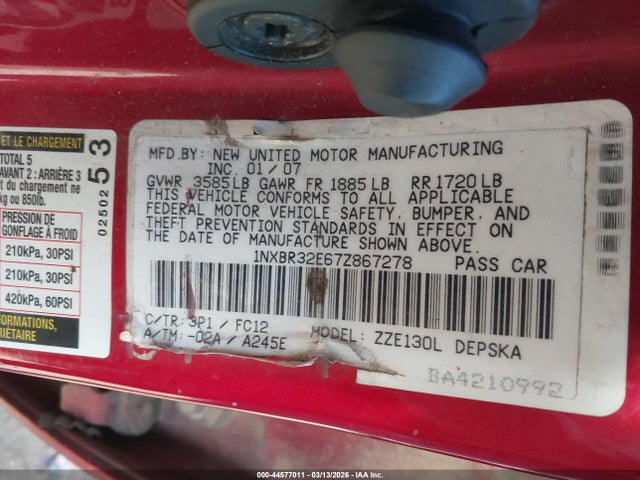 ET LE CHARGEMENT
TOTAL 5
AVANT 2 : ARRIÈRE 3
du chargement ne
kg ou 850lb.
PRESSION DE
GONFLAGE
À FROID
210kPa, 30PSI
210kPa, 30PSI
420kPa, 60PSI
FORMATIONS,
02502
53
MFD.BY: NEW UNITED MOTOR MANUFACTURING
INC. 01/07
GVWR 3585LB GAWR FR 1885LB RR 1720LB
THIS VEHICLE CONFORMS TO ALL APPLICABLE
FEDERAL MOTOR VEHICLE SAFETY, BUMPER, AND
THEFT PREVENTION STANDARDS IN EFFECT ON
THE DATE OF MANUFACTURE SHOWN ABOVE.
1NXBR32E67Z867278 PASS CAR
C/TR: 3P1 / FC12
A/TM: -02A / A245E
MODEL: ZZE130L DEPSKA
BA4210992
000-44577011 - 03/13/2026 - IAA Inc.